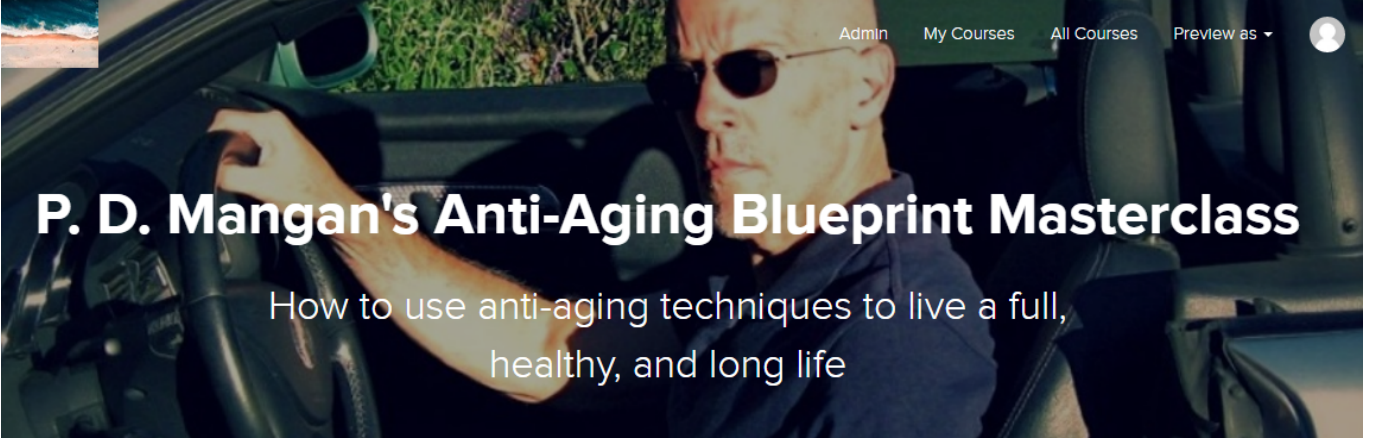 Admin My Courses All Courses Preview as
P. D. Mangan's Anti-Aging Blueprint Masterclass
How to use anti-aging techniques to live a full,
healthy, and long life